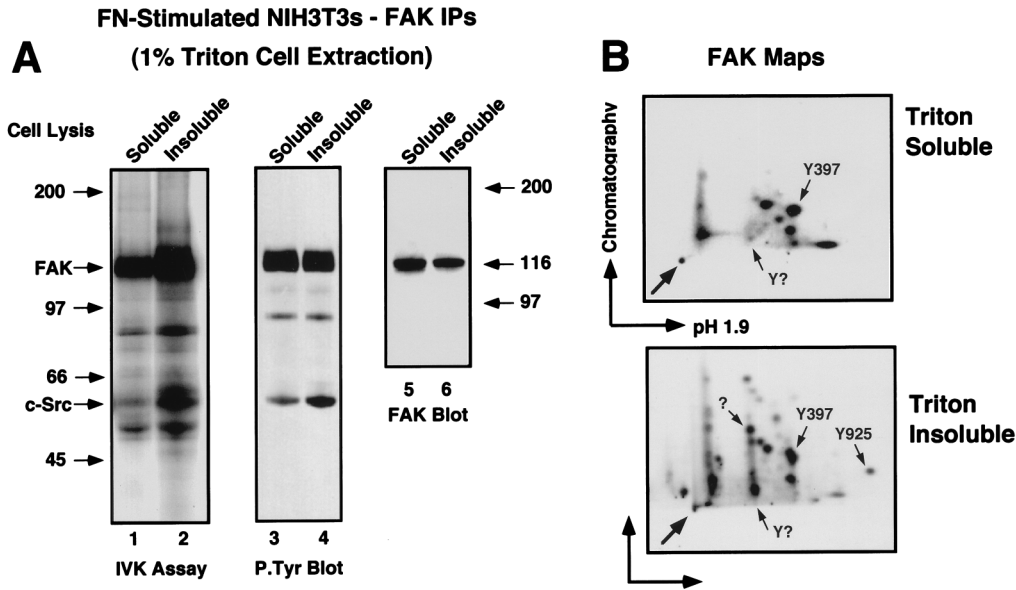 FN-Stimulated NIH3T3s - FAK IPs
(1% Triton Cell Extraction)
A
Cell Lysis
Soluble
Insoluble
Soluble
Insoluble
Soluble
Insoluble
200
FAK
97
66
c-Src
45
200
116
97
1 2
IVK Assay
3 4
P.Tyr Blot
5 6
FAK Blot
B
FAK Maps
Chromatography
pH 1.9
Y397
Y?
Triton
Soluble
?
Y397
Y925
Y?
Triton
Insoluble